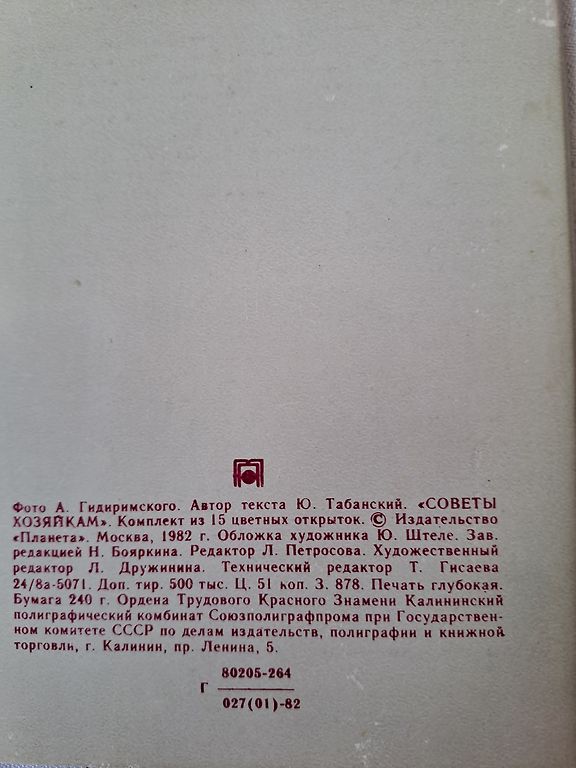 Фото А. Гидиримского. Автор текста Ю. Табанский. «СОВЕТЫ
ХОЗЯЙКАМ». Комплект из 15 цветных открыток. © Издательство
«Планета». Москва, 1982 г. Обложка художника Ю. Штеле. Зав.
редакцией Н. Бояркина. Редактор Л. Петросова. Художественный
редактор Л. Дружинина. Технический редактор Т. Гисаева
24/8а-5071. Доп. тир. 500 тыс. Ц. 51 коп. З. 878. Печать глубокая.
Бумага 240 г. Ордена Трудового Красного Знамени Калининский
полиграфический комбинат Союзполиграфпрома при Государствен-
ном комитете СССР по делам издательств, полиграфии и книжной
торговли, г. Калинин, пр. Ленина, 5.
80205-264
Г
027(01)-82